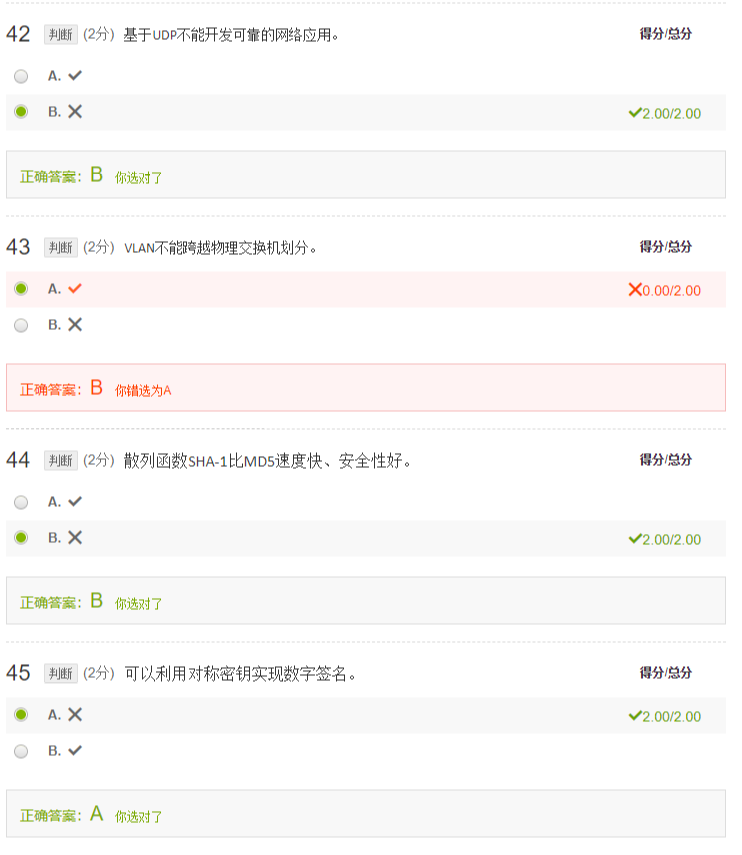 42 判断 (2分) 基于UDP不能开发可靠的网络应用。 得分/总分
A. ✓
B. ✕ ✓2.00/2.00
正确答案：B 你选对了
43 判断 (2分) VLAN不能跨越物理交换机划分。 得分/总分
A. ✓ ✕0.00/2.00
B. ✕
正确答案：B 你错选为A
44 判断 (2分) 散列函数SHA-1比MD5速度快、安全性好。 得分/总分
A. ✓
B. ✕ ✓2.00/2.00
正确答案：B 你选对了
45 判断 (2分) 可以利用对称密钥实现数字签名。 得分/总分
A. ✕ ✓2.00/2.00
B. ✓
正确答案：A 你选对了